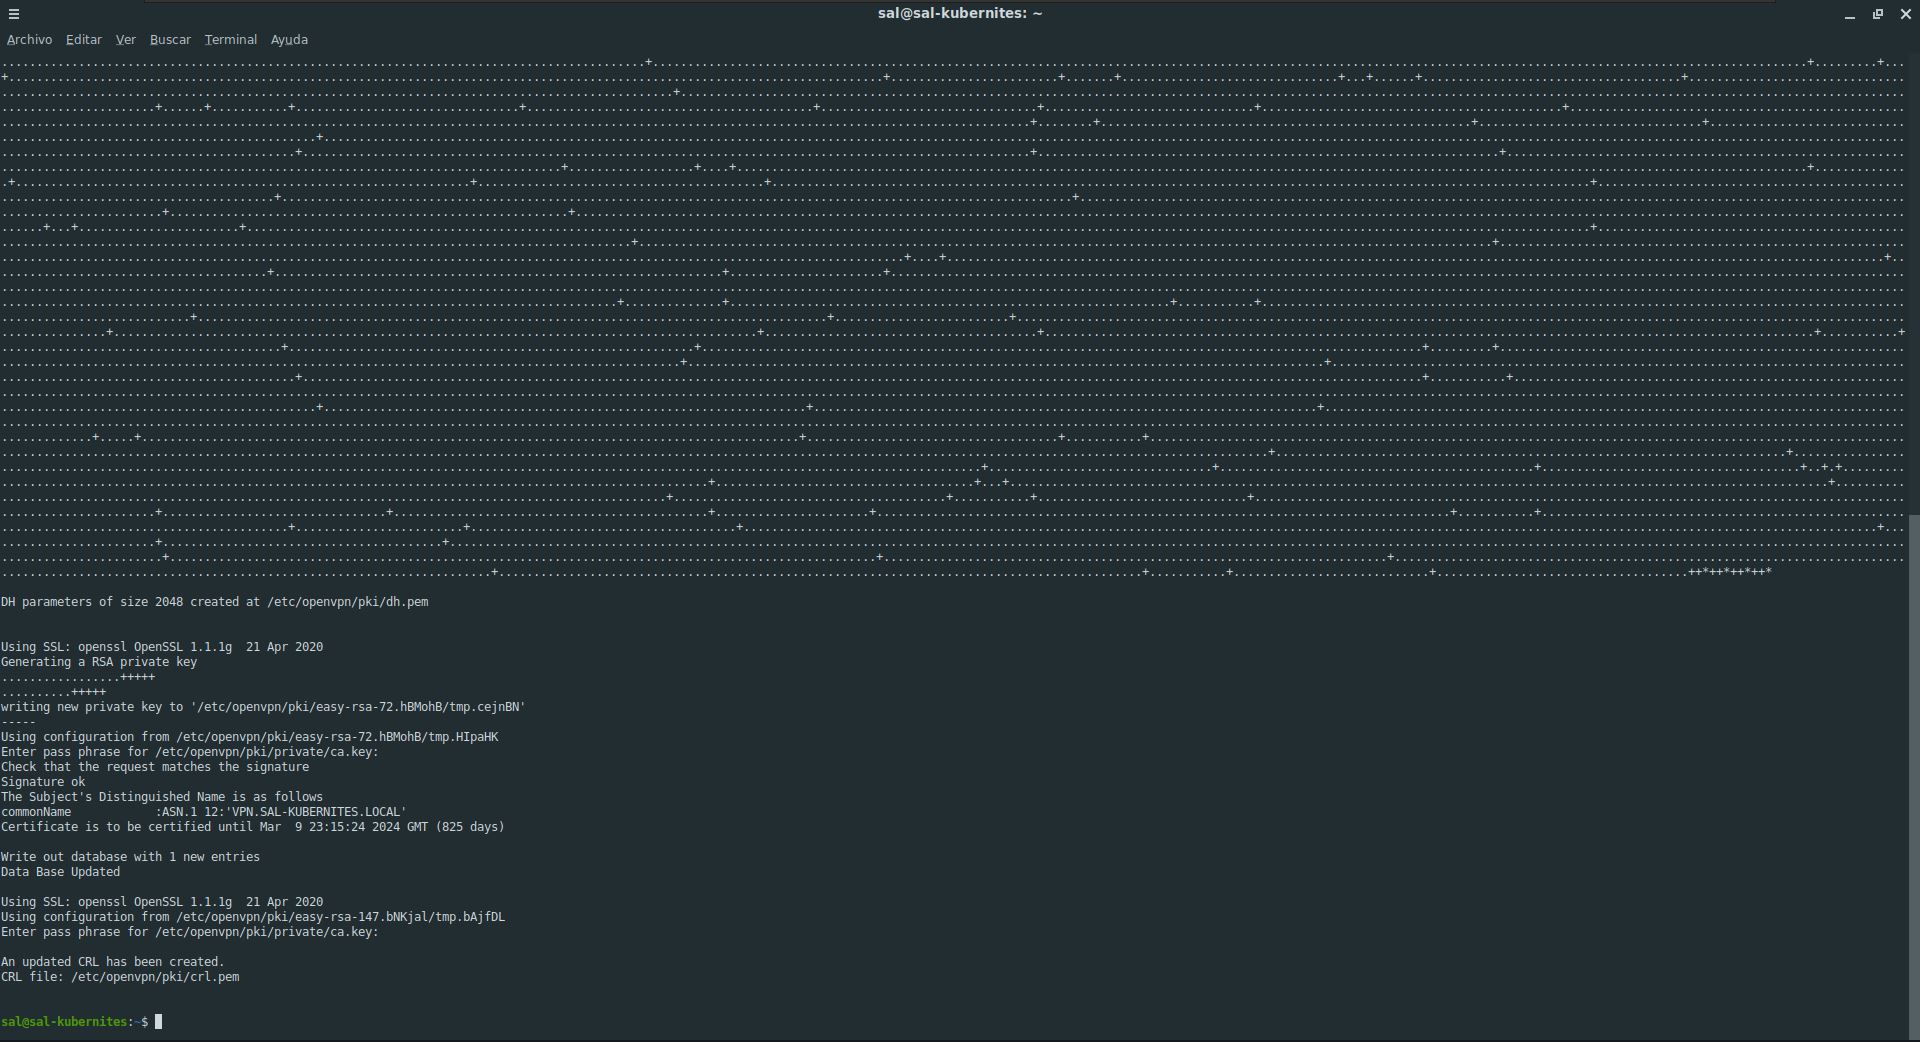 sal@sal-kubernites: ~
Archivo Editar Ver Buscar Terminal Ayuda
DH parameters of size 2048 created at /etc/openvpn/pki/dh.pem
Using SSL: openssl OpenSSL 1.1.1g  21 Apr 2020
Generating a RSA private key
.................+++++
..........+++++
writing new private key to '/etc/openvpn/pki/easy-rsa-72.hBMohB/tmp.cejnBN'
-----
Using configuration from /etc/openvpn/pki/easy-rsa-72.hBMohB/tmp.HIpaHK
Enter pass phrase for /etc/openvpn/pki/private/ca.key:
Check that the request matches the signature
Signature ok
The Subject's Distinguished Name is as follows
commonName            :ASN.1 12:'VPN.SAL-KUBERNITES.LOCAL'
Certificate is to be certified until Mar  9 23:15:24 2024 GMT (825 days)
Write out database with 1 new entries
Data Base Updated
Using SSL: openssl OpenSSL 1.1.1g  21 Apr 2020
Using configuration from /etc/openvpn/pki/easy-rsa-147.bNKjal/tmp.bAjfDL
Enter pass phrase for /etc/openvpn/pki/private/ca.key:
An updated CRL has been created.
CRL file: /etc/openvpn/pki/crl.pem
sal@sal-kubernites:~$